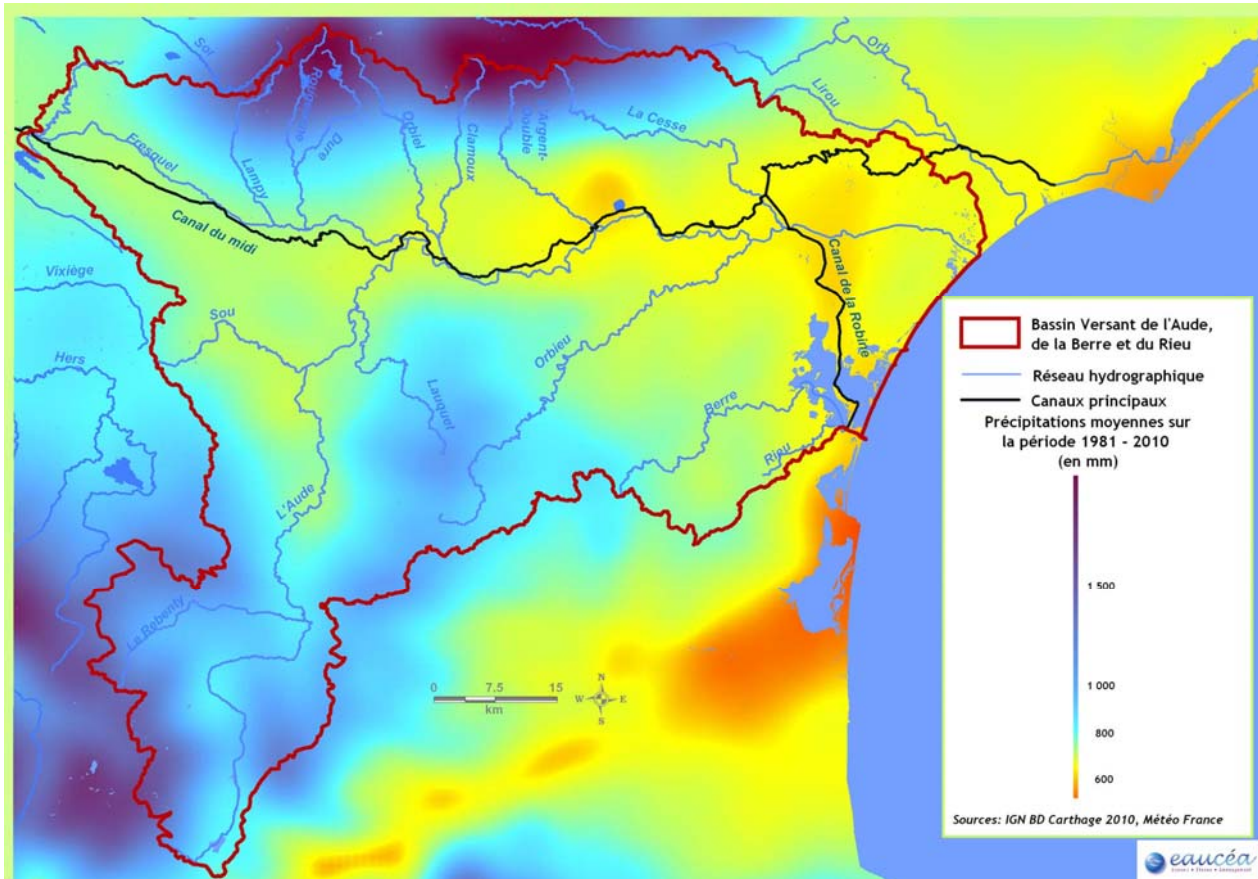 Sor
Orb
Lirou
Rougeanne
Dure
Orbiel
Clamoux
Argent-
Double
La Cesse
Fresquel
Lampy
Canal du midi
Canal de la Robine
Vixiège
Sou
Hers
Lauquet
Orbieu
Berre
Rieu
L'Aude
Le Rebenty
0 7.5 15
km
N
W E
S
Bassin Versant de l'Aude,
de la Berre et du Rieu
Réseau hydrographique
Canaux principaux
Précipitations moyennes sur
la période 1981 - 2010
(en mm)
1 500
1 000
800
600
Sources: IGN BD Carthage 2010, Météo France
eaucéa